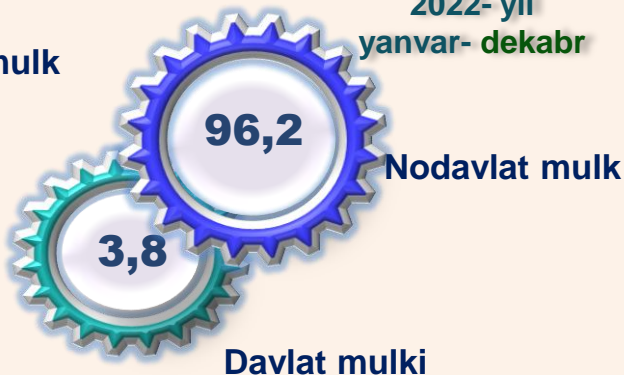 2022- yil
yanvar- dekabr
mulk
96,2
Nodavlat mulk
3,8
Davlat mulki